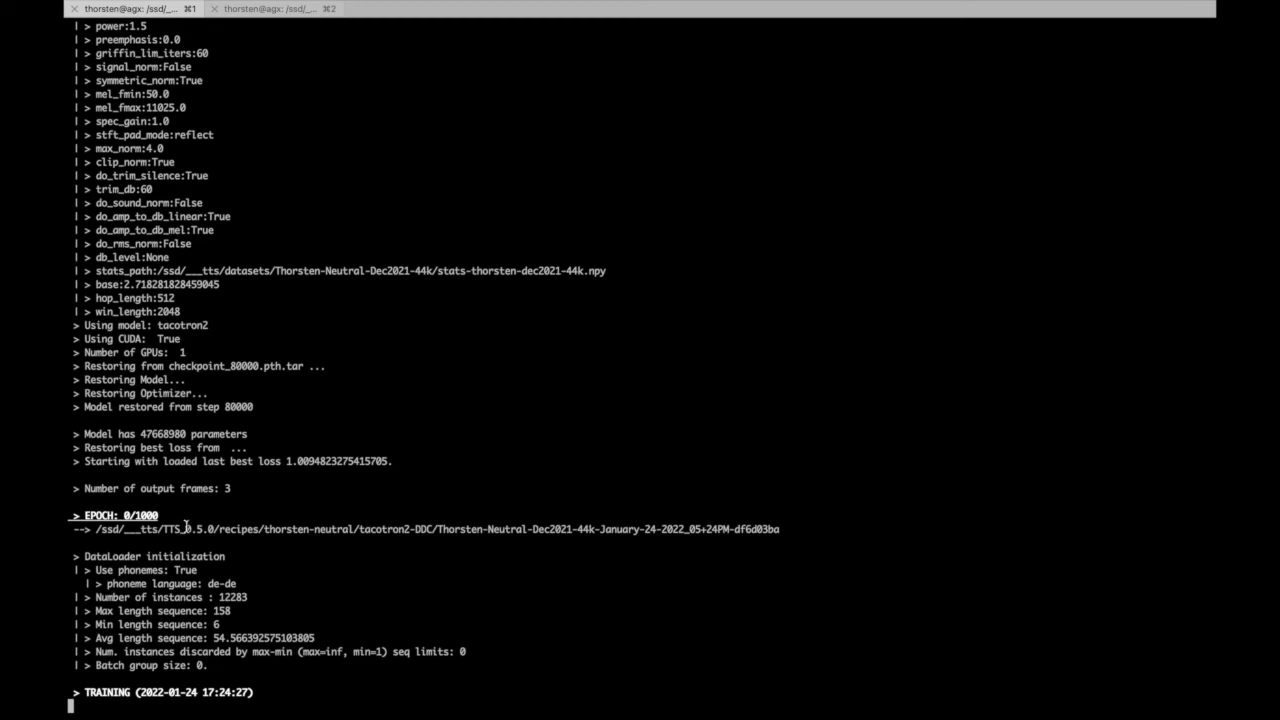 thorsten@agx: /ssd/_... ⌘1 thorsten@agx: /ssd/_... ⌘2
| > power:1.5
| > preemphasis:0.0
| > griffin_lim_iters:60
| > signal_norm:False
| > symmetric_norm:True
| > mel_fmin:50.0
| > mel_fmax:11025.0
| > spec_gain:1.0
| > stft_pad_mode:reflect
| > max_norm:4.0
| > clip_norm:True
| > do_trim_silence:True
| > trim_db:60
| > do_sound_norm:False
| > do_amp_to_db_linear:True
| > do_amp_to_db_mel:True
| > do_rms_norm:False
| > db_level:None
| > stats_path:/ssd/___tts/datasets/Thorsten-Neutral-Dec2021-44k/stats-thorsten-dec2021-44k.npy
| > base:2.718281828459045
| > hop_length:512
| > win_length:2048
> Using model: tacotron2
> Using CUDA:  True
> Number of GPUs:  1
> Restoring from checkpoint_80000.pth.tar ...
> Restoring Model...
> Restoring Optimizer...
> Model restored from step 80000
> Model has 47668980 parameters
> Restoring best loss from  ...
> Starting with loaded last best loss 1.0094823275415705.
> Number of output frames: 3
> EPOCH: 0/1000
--> /ssd/___tts/TTS_0.5.0/recipes/thorsten-neutral/tacotron2-DDC/Thorsten-Neutral-Dec2021-44k-January-24-2022_05+24PM-df6d03ba
> DataLoader initialization
| > Use phonemes: True
| > phoneme language: de-de
| > Number of instances : 12283
| > Max length sequence: 158
| > Min length sequence: 6
| > Avg length sequence: 54.566392575103805
| > Num. instances discarded by max-min (max=inf, min=1) seq limits: 0
| > Batch group size: 0.
> TRAINING (2022-01-24 17:24:27)